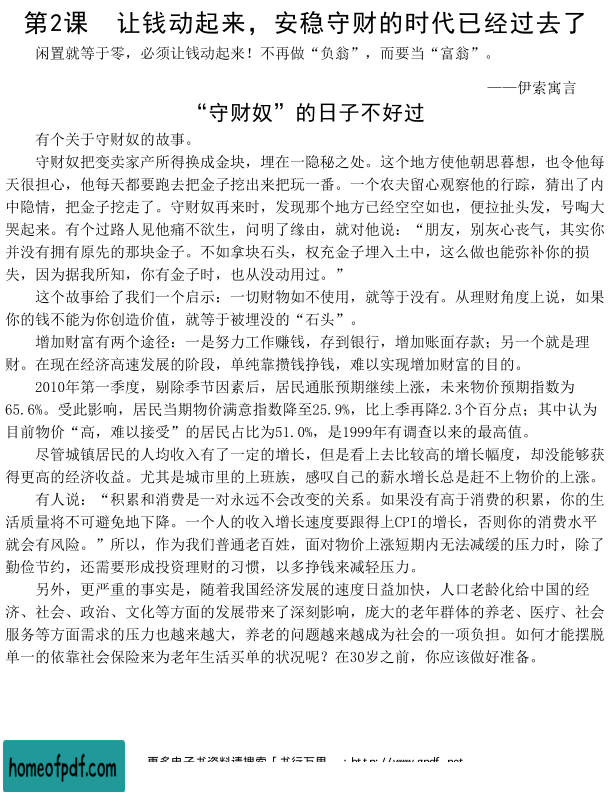 第2课　让钱动起来，安稳守财的时代已经过去了
闲置就等于零，必须让钱动起来！不再做“负翁”，而要当“富翁”。
——伊索寓言
“守财奴”的日子不好过
有个关于守财奴的故事。
守财奴把变卖家产所得换成金块，埋在一隐秘之处。这个地方使他朝思暮想，也令他每
天很担心，他每天都要跑去把金子挖出来把玩一番。一个农夫留心观察他的行踪，猜出了内
中隐情，把金子挖走了。守财奴再来时，发现那个地方已经空空如也，便拉扯头发，号啕大
哭起来。有个过路人见他痛不欲生，问明了缘由，就对他说：“朋友，别灰心丧气，其实你
并没有拥有原先的那块金子。不如拿块石头，权充金子埋入土中，这么做也能弥补你的损
失，因为据我所知，你有金子时，也从没动用过。”
这个故事给了我们一个启示：一切财物如不使用，就等于没有。从理财角度上说，如果
你的钱不能为你创造价值，就等于被埋没的“石头”。
增加财富有两个途径：一是努力工作赚钱，存到银行，增加账面存款；另一个就是理
财。在现在经济高速发展的阶段，单纯靠攒钱挣钱，难以实现增加财富的目的。
2010年第一季度，剔除季节因素后，居民通胀预期继续上涨，未来物价预期指数为
65.6%。受此影响，居民当期物价满意指数降至25.9%，比上季再降2.3个百分点；其中认为
目前物价“高，难以接受”的居民占比为51.0%，是1999年有调查以来的最高值。
尽管城镇居民的人均收入有了一定的增长，但是看上去比较高的增长幅度，却没能够获
得更高的经济收益。尤其是城市里的上班族，感叹自己的薪水增长总是赶不上物价的上涨。
有人说：“积累和消费是一对永远不会改变的关系。如果没有高于消费的积累，你的生
活质量将不可避免地下降。一个人的收入增长速度要跟得上CPI的增长，否则你的消费水平
就会有风险。”所以，作为我们普通老百姓，面对物价上涨短期内无法减缓的压力时，除了
勤俭节约，还需要形成投资理财的习惯，以多挣钱来减轻压力。
另外，更严重的事实是，随着我国经济发展的速度日益加快，人口老龄化给中国的经
济、社会、政治、文化等方面的发展带来了深刻影响，庞大的老年群体的养老、医疗、社会
服务等方面需求的压力也越来越大，养老的问题越来越成为社会的一项负担。如何才能摆脱
单一的依靠社会保险来为老年生活买单的状况呢？在30岁之前，你应该做好准备。
homeofpdf.com